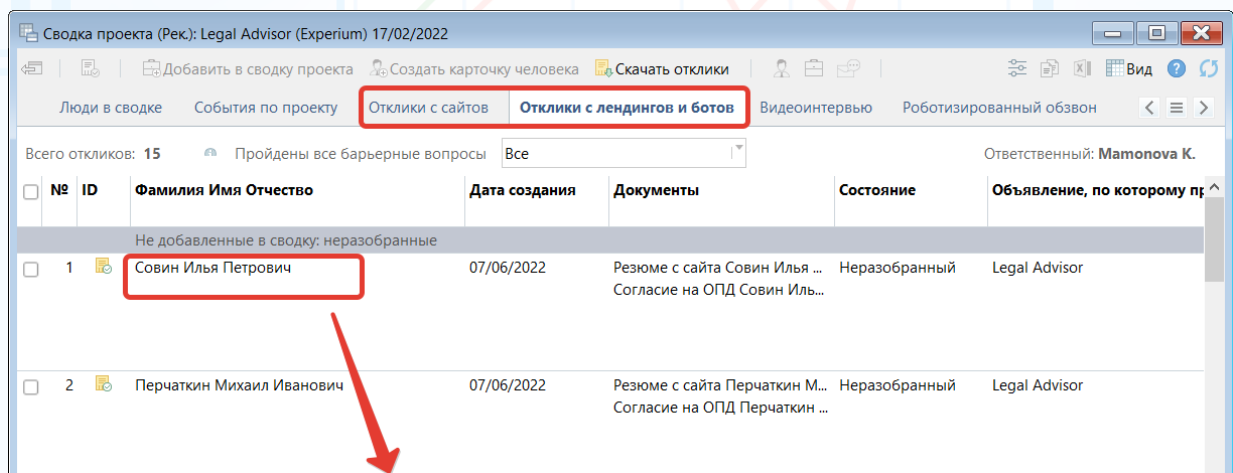 Сводка проекта (Рек.): Legal Advisor (Experium) 17/02/2022
Добавить в сводку проекта Создать карточку человека Скачать отклики Вид
Люди в сводке События по проекту Отклики с сайтов Отклики с лендингов и ботов Видеоинтервью Роботизированный обзвон
Всего откликов: 15 Пройдены все барьерные вопросы Все Ответственный: Mamonova K.
№ ID Фамилия Имя Отчество Дата создания Документы Состояние Объявление, по которому пр
Не добавленные в сводку: неразобранные
1 Совин Илья Петрович 07/06/2022 Резюме с сайта Совин Илья ... Неразобранный Legal Advisor
Согласие на ОПД Совин Иль...
2 Перчаткин Михаил Иванович 07/06/2022 Резюме с сайта Перчаткин М... Неразобранный Legal Advisor
Согласие на ОПД Перчаткин ...